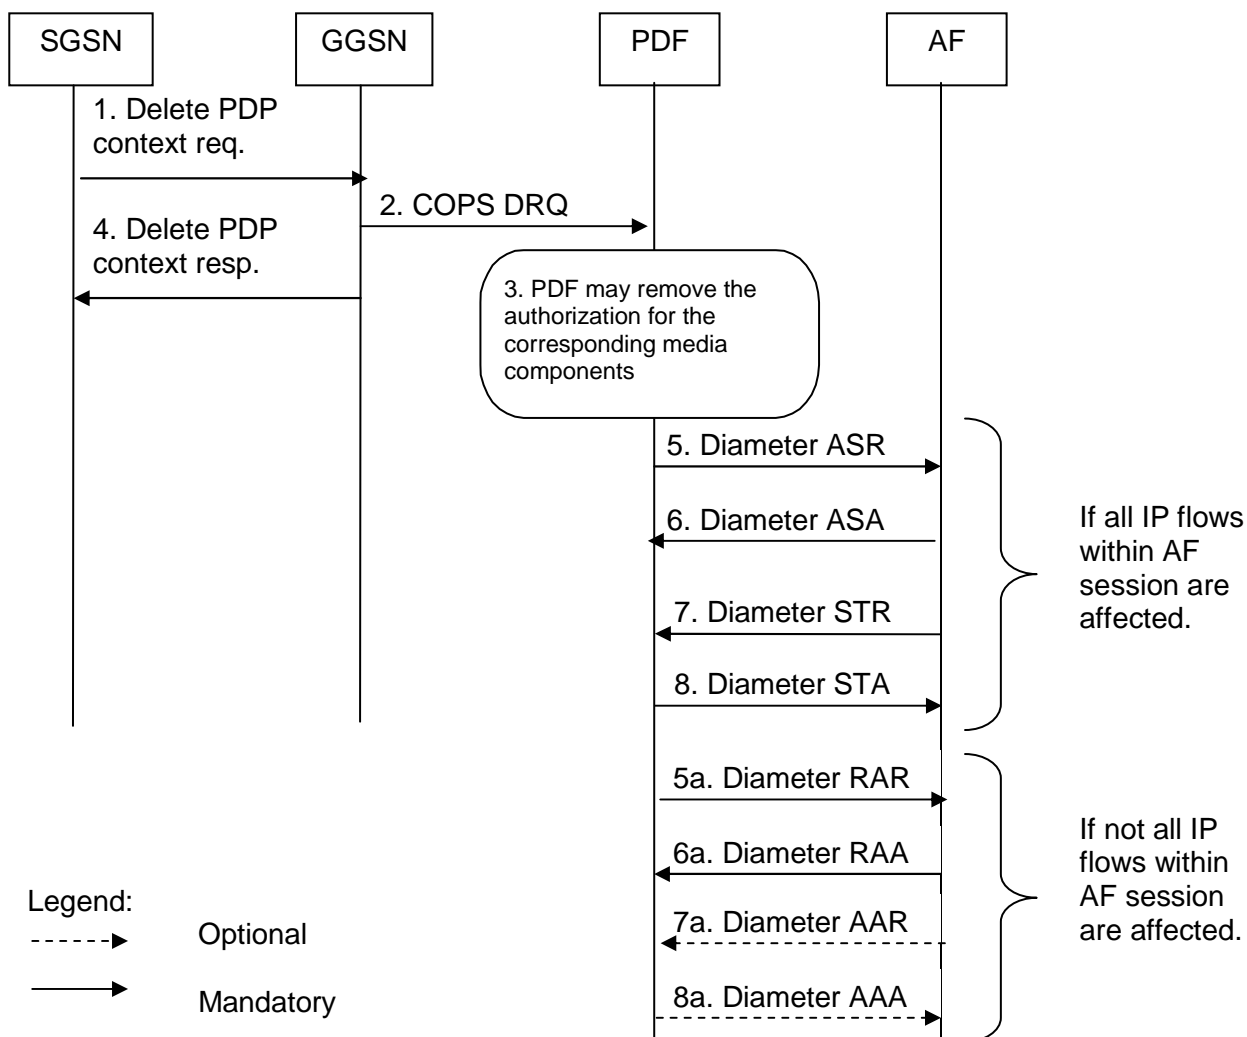 SGSN
GGSN
PDF
AF
1. Delete PDP
context req.
2. COPS DRQ
4. Delete PDP
context resp.
3. PDF may remove the
authorization for the
corresponding media
components
5. Diameter ASR
6. Diameter ASA
7. Diameter STR
8. Diameter STA
If all IP flows
within AF
session are
affected.
5a. Diameter RAR
6a. Diameter RAA
7a. Diameter AAR
8a. Diameter AAA
If not all IP
flows within
AF session
are affected.
Legend:
Optional
Mandatory